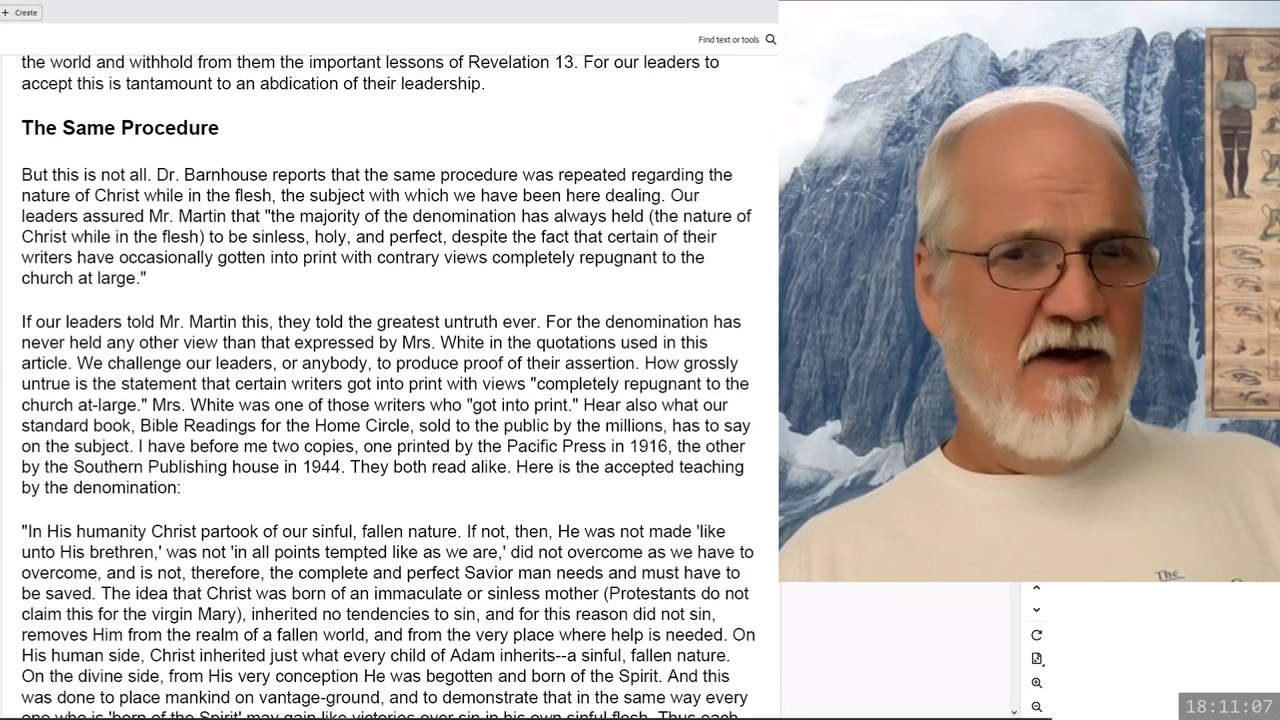 Create
Find text or tools
the world and withhold from them the important lessons of Revelation 13. For our leaders to
accept this is tantamount to an abdication of their leadership.
The Same Procedure
But this is not all. Dr. Barnhouse reports that the same procedure was repeated regarding the
nature of Christ while in the flesh, the subject with which we have been here dealing. Our
leaders assured Mr. Martin that "the majority of the denomination has always held (the nature of
Christ while in the flesh) to be sinless, holy, and perfect, despite the fact that certain of their
writers have occasionally gotten into print with contrary views completely repugnant to the
church at large."
If our leaders told Mr. Martin this, they told the greatest untruth ever. For the denomination has
never held any other view than that expressed by Mrs. White in the quotations used in this
article. We challenge our leaders, or anybody, to produce proof of their assertion. How grossly
untrue is the statement that certain writers got into print with views "completely repugnant to the
church at-large." Mrs. White was one of those writers who "got into print." Hear also what our
standard book, Bible Readings for the Home Circle, sold to the public by the millions, has to say
on the subject. I have before me two copies, one printed by the Pacific Press in 1916, the other
by the Southern Publishing house in 1944. They both read alike. Here is the accepted teaching
by the denomination:
"In His humanity Christ partook of our sinful, fallen nature. If not, then, He was not made 'like
unto His brethren,' was not 'in all points tempted like as we are,' did not overcome as we have to
overcome, and is not, therefore, the complete and perfect Savior man needs and must have to
be saved. The idea that Christ was born of an immaculate or sinless mother (Protestants do not
claim this for the virgin Mary), inherited no tendencies to sin, and for this reason did not sin,
removes Him from the realm of a fallen world, and from the very place where help is needed. On
His human side, Christ inherited just what every child of Adam inherits--a sinful, fallen nature.
On the divine side, from His very conception He was begotten and born of the Spirit. And this
was done to place mankind on vantage-ground, and to demonstrate that in the same way every
one who is 'born of the Spirit' may gain like victories over sin in his own sinful flesh. Thus each
The
18:11:07